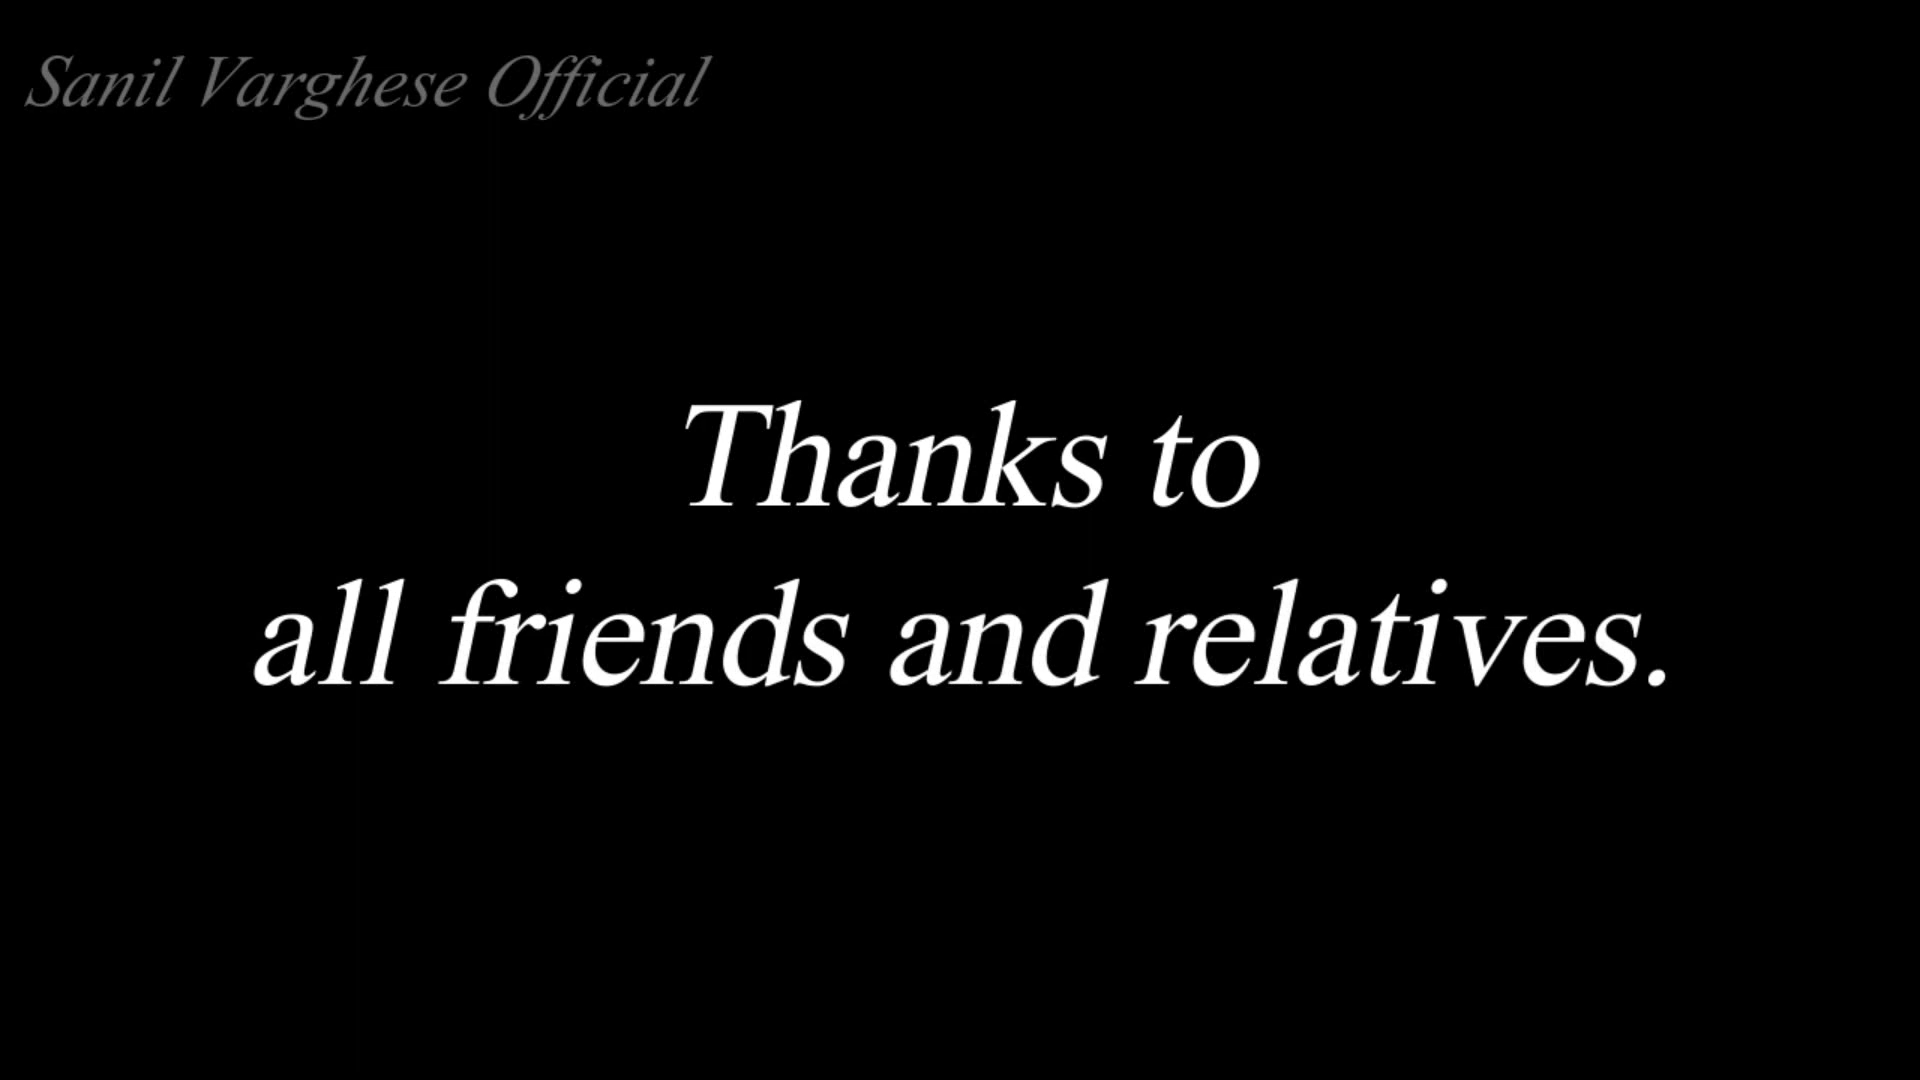 Sanil Varghese Official
Thanks to
all friends and relatives.